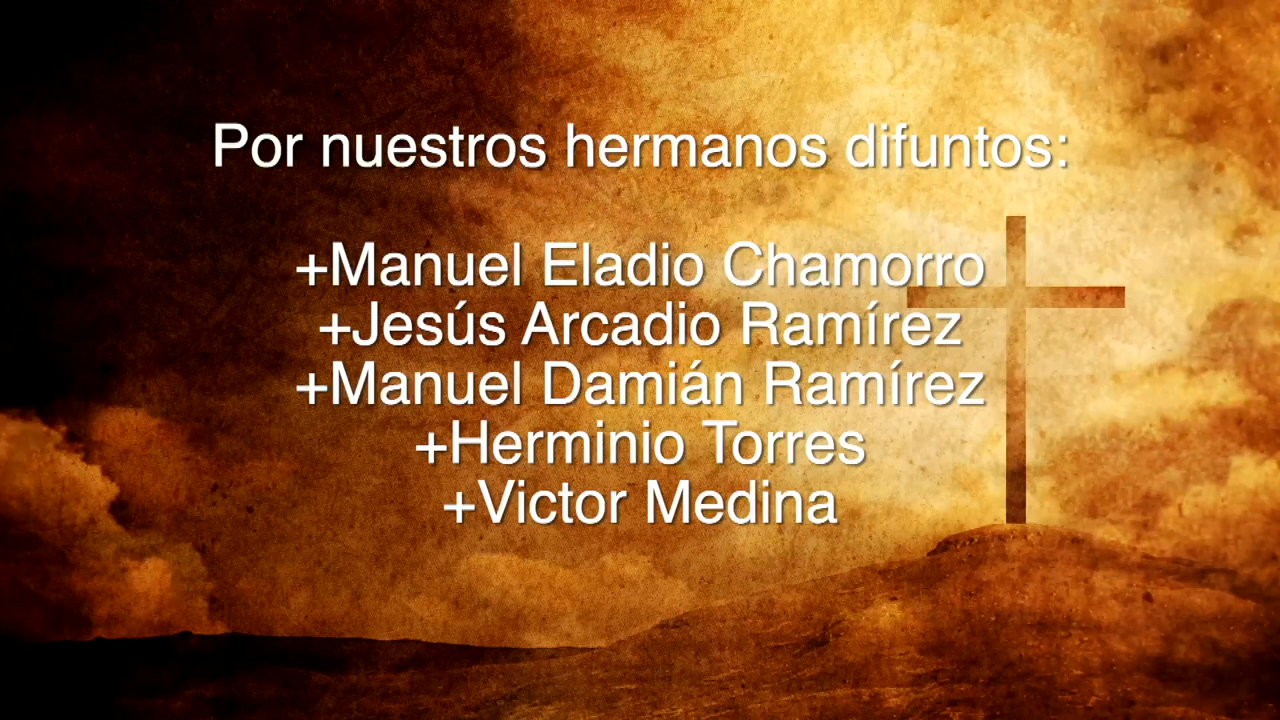 Por nuestros hermanos difuntos:
+Manuel Eladio Chamorro
+Jesús Arcadio Ramírez
+Manuel Damián Ramírez
+Herminio Torres
+Victor Medina